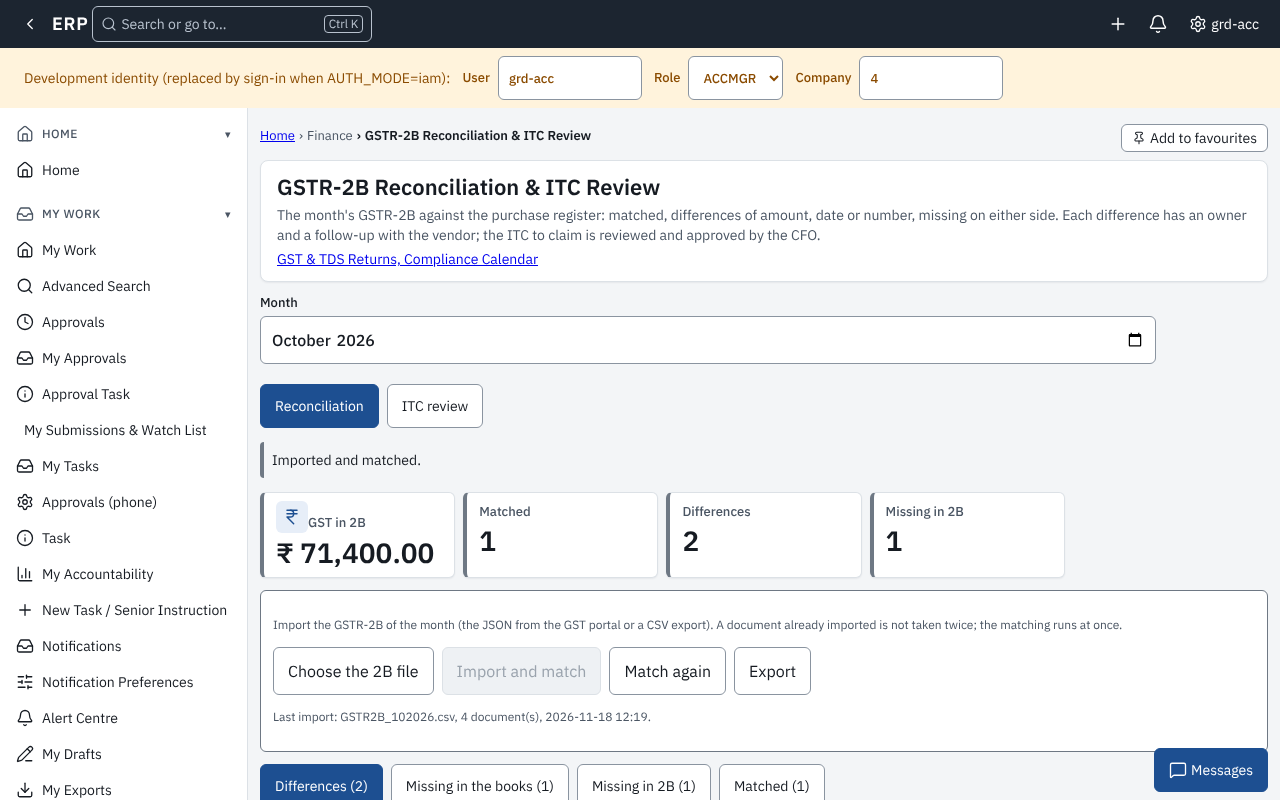 ERP
Search or go to...
Ctrl K
grd-acc
Development identity (replaced by sign-in when AUTH_MODE=iam): User grd-acc Role ACCMGR Company 4
HOME
Home
MY WORK
My Work
Advanced Search
Approvals
My Approvals
Approval Task
My Submissions & Watch List
My Tasks
Approvals (phone)
Task
My Accountability
New Task / Senior Instruction
Notifications
Notification Preferences
Alert Centre
My Drafts
My Exports
Home › Finance › GSTR-2B Reconciliation & ITC Review
Add to favourites
GSTR-2B Reconciliation & ITC Review
The month's GSTR-2B against the purchase register: matched, differences of amount, date or number, missing on either side. Each difference has an owner
and a follow-up with the vendor; the ITC to claim is reviewed and approved by the CFO.
GST & TDS Returns, Compliance Calendar
Month
October 2026
Reconciliation
ITC review
Imported and matched.
₹ GST in 2B
₹ 71,400.00
Matched
1
Differences
2
Missing in 2B
1
Import the GSTR-2B of the month (the JSON from the GST portal or a CSV export). A document already imported is not taken twice; the matching runs at once.
Choose the 2B file
Import and match
Match again
Export
Last import: GSTR2B_102026.csv, 4 document(s), 2026-11-18 12:19.
Differences (2)
Missing in the books (1)
Missing in 2B (1)
Matched (1)
Messages